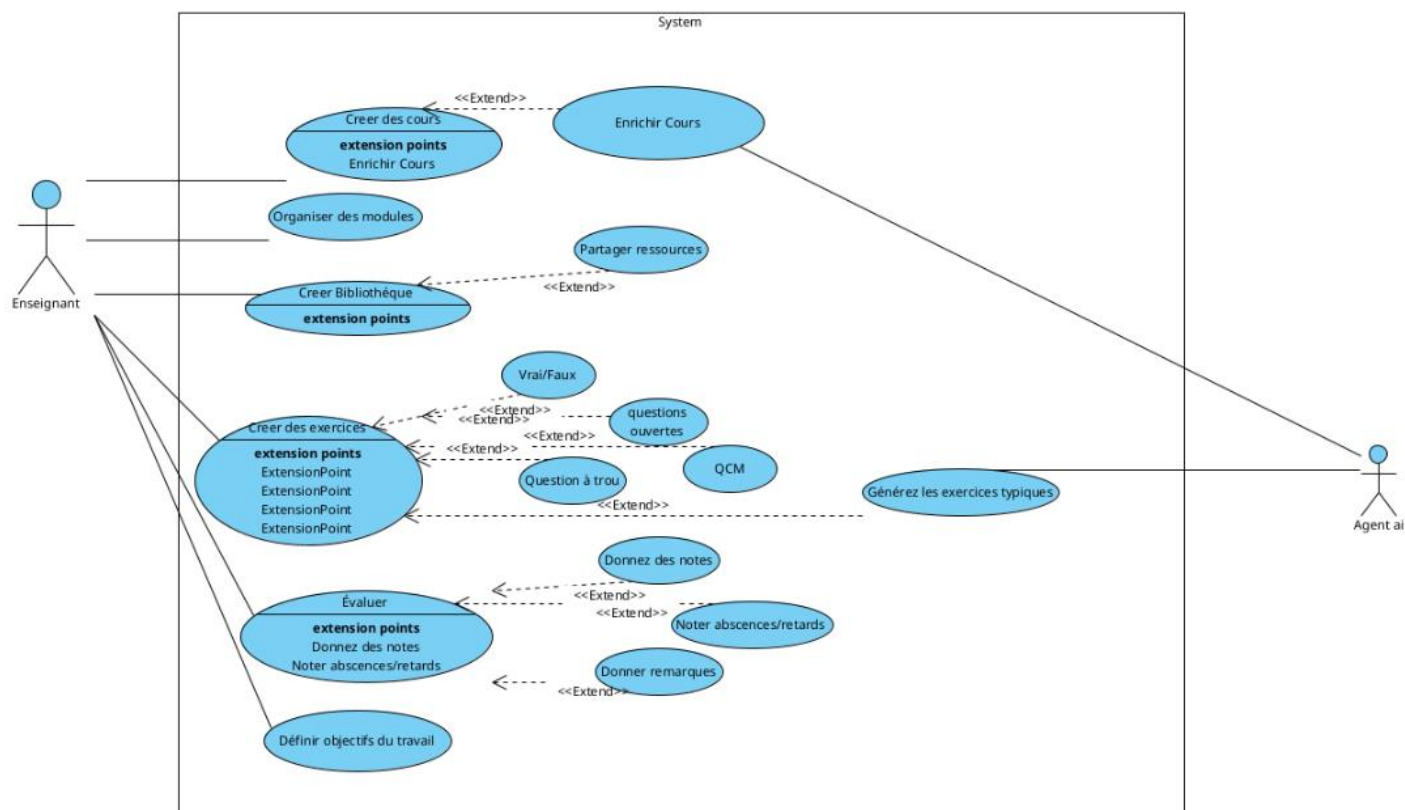 System
<<Extend>>
Creer des cours
extension points
Enrichir Cours
Enrichir Cours
Organiser des modules
Enseignant
Partager ressources
<<Extend>>
Creer Bibliothéque
extension points
Vrai/Faux
<<Extend>>
<<Extend>>
questions
ouvertes
<<Extend>>
<<Extend>>
Creer des exercices
extension points
ExtensionPoint
ExtensionPoint
ExtensionPoint
ExtensionPoint
QCM
Question à trou
<<Extend>>
Générez les exercices typiques
Agent ai
Donnez des notes
<<Extend>>
<<Extend>>
Évaluer
extension points
Donnez des notes
Noter abscences/retards
Noter abscences/retards
Donner remarques
<<Extend>>
Définir objectifs du travail